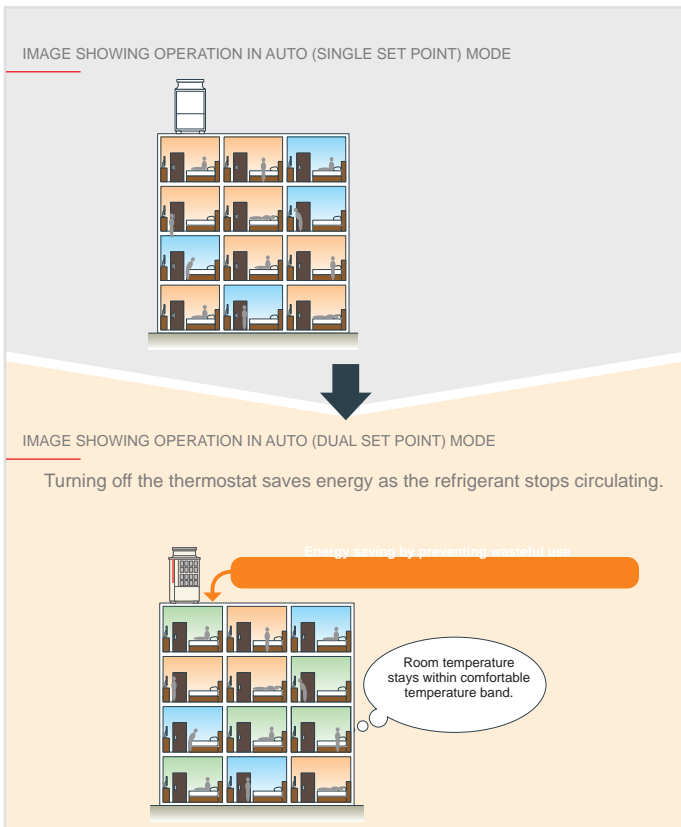 IMAGE SHOWING OPERATION IN AUTO (SINGLE SET POINT) MODE
IMAGE SHOWING OPERATION IN AUTO (DUAL SET POINT) MODE
Turning off the thermostat saves energy as the refrigerant stops circulating.
Energy saving by preventing wasteful use
Room temperature
stays within comfortable
temperature band.